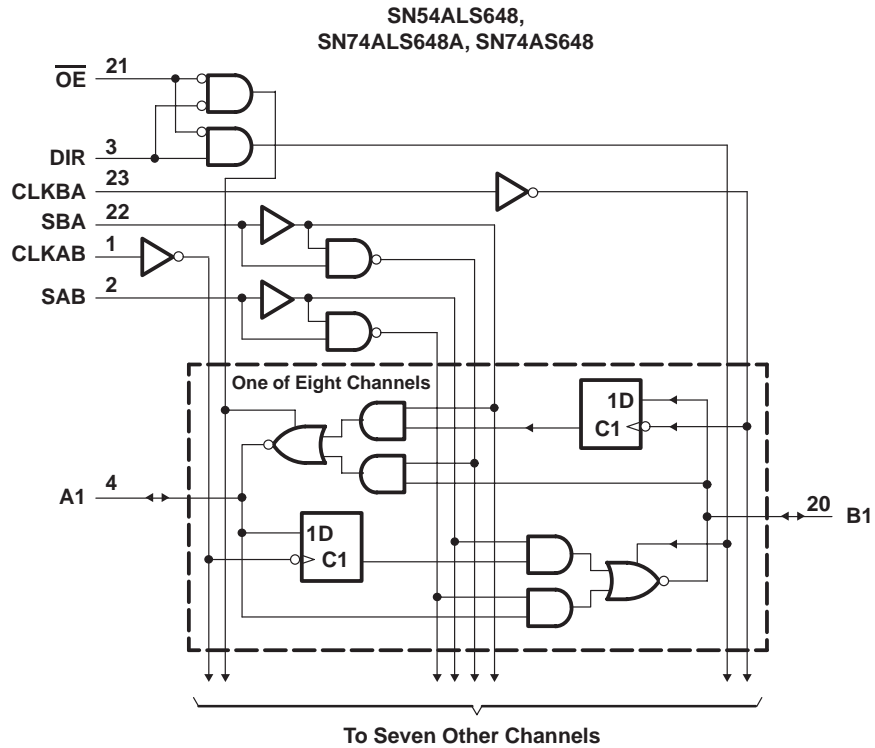 SN54ALS648,
SN74ALS648A, SN74AS648
OE 21
DIR 3
CLKBA 23
SBA 22
CLKAB 1
SAB 2
One of Eight Channels
1D
C1
A1 4
20 B1
1D
C1
To Seven Other Channels